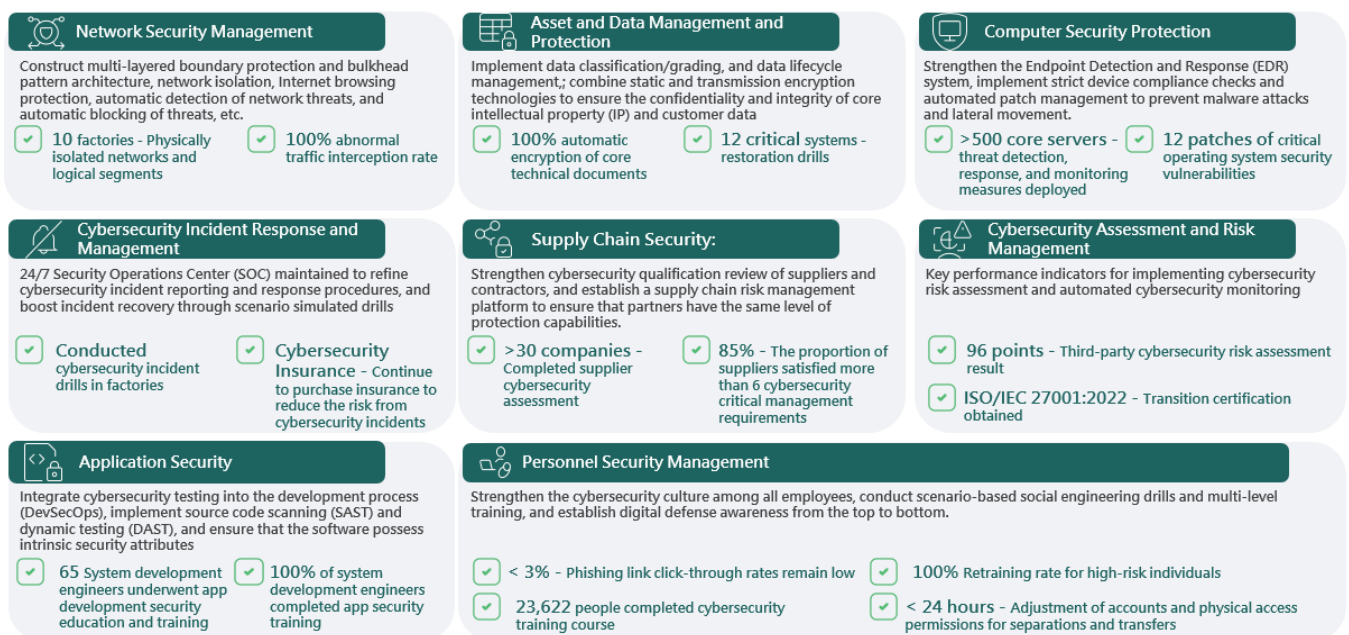 Network Security Management
Construct multi-layered boundary protection and bulkhead
pattern architecture, network isolation, Internet browsing
protection, automatic detection of network threats, and
automatic blocking of threats, etc.
10 factories - Physically
isolated networks and
logical segments
100% abnormal
traffic interception rate
Asset and Data Management and
Protection
Implement data classification/grading, and data lifecycle
management,; combine static and transmission encryption
technologies to ensure the confidentiality and integrity of core
intellectual property (IP) and customer data
100% automatic
encryption of core
technical documents
12 critical systems -
restoration drills
Computer Security Protection
Strengthen the Endpoint Detection and Response (EDR)
system, implement strict device compliance checks and
automated patch management to prevent malware attacks
and lateral movement.
>500 core servers -
threat detection,
response, and monitoring
measures deployed
12 patches of critical
operating system security
vulnerabilities
Cybersecurity Incident Response and
Management
24/7 Security Operations Center (SOC) maintained to refine
cybersecurity incident reporting and response procedures, and
boost incident recovery through scenario simulated drills
Conducted
cybersecurity incident
drills in factories
Cybersecurity
Insurance - Continue
to purchase insurance to
reduce the risk from
cybersecurity incidents
Supply Chain Security:
Strengthen cybersecurity qualification review of suppliers and
contractors, and establish a supply chain risk management
platform to ensure that partners have the same level of
protection capabilities.
>30 companies -
Completed supplier
cybersecurity
assessment
85% - The proportion of
suppliers satisfied more
than 6 cybersecurity
critical management
requirements
Cybersecurity Assessment and Risk
Management
Key performance indicators for implementing cybersecurity
risk assessment and automated cybersecurity monitoring
96 points - Third-party cybersecurity risk assessment
result
ISO/IEC 27001:2022 - Transition certification
obtained
Application Security
Integrate cybersecurity testing into the development process
(DevSecOps), implement source code scanning (SAST) and
dynamic testing (DAST), and ensure that the software possess
intrinsic security attributes
65 System development
engineers underwent app
development security
education and training
100% of system
development engineers
completed app security
training
Personnel Security Management
Strengthen the cybersecurity culture among all employees, conduct scenario-based social engineering drills and multi-level
training, and establish digital defense awareness from the top to bottom.
< 3% - Phishing link click-through rates remain low
23,622 people completed cybersecurity
training course
100% Retraining rate for high-risk individuals
< 24 hours - Adjustment of accounts and physical access
permissions for separations and transfers